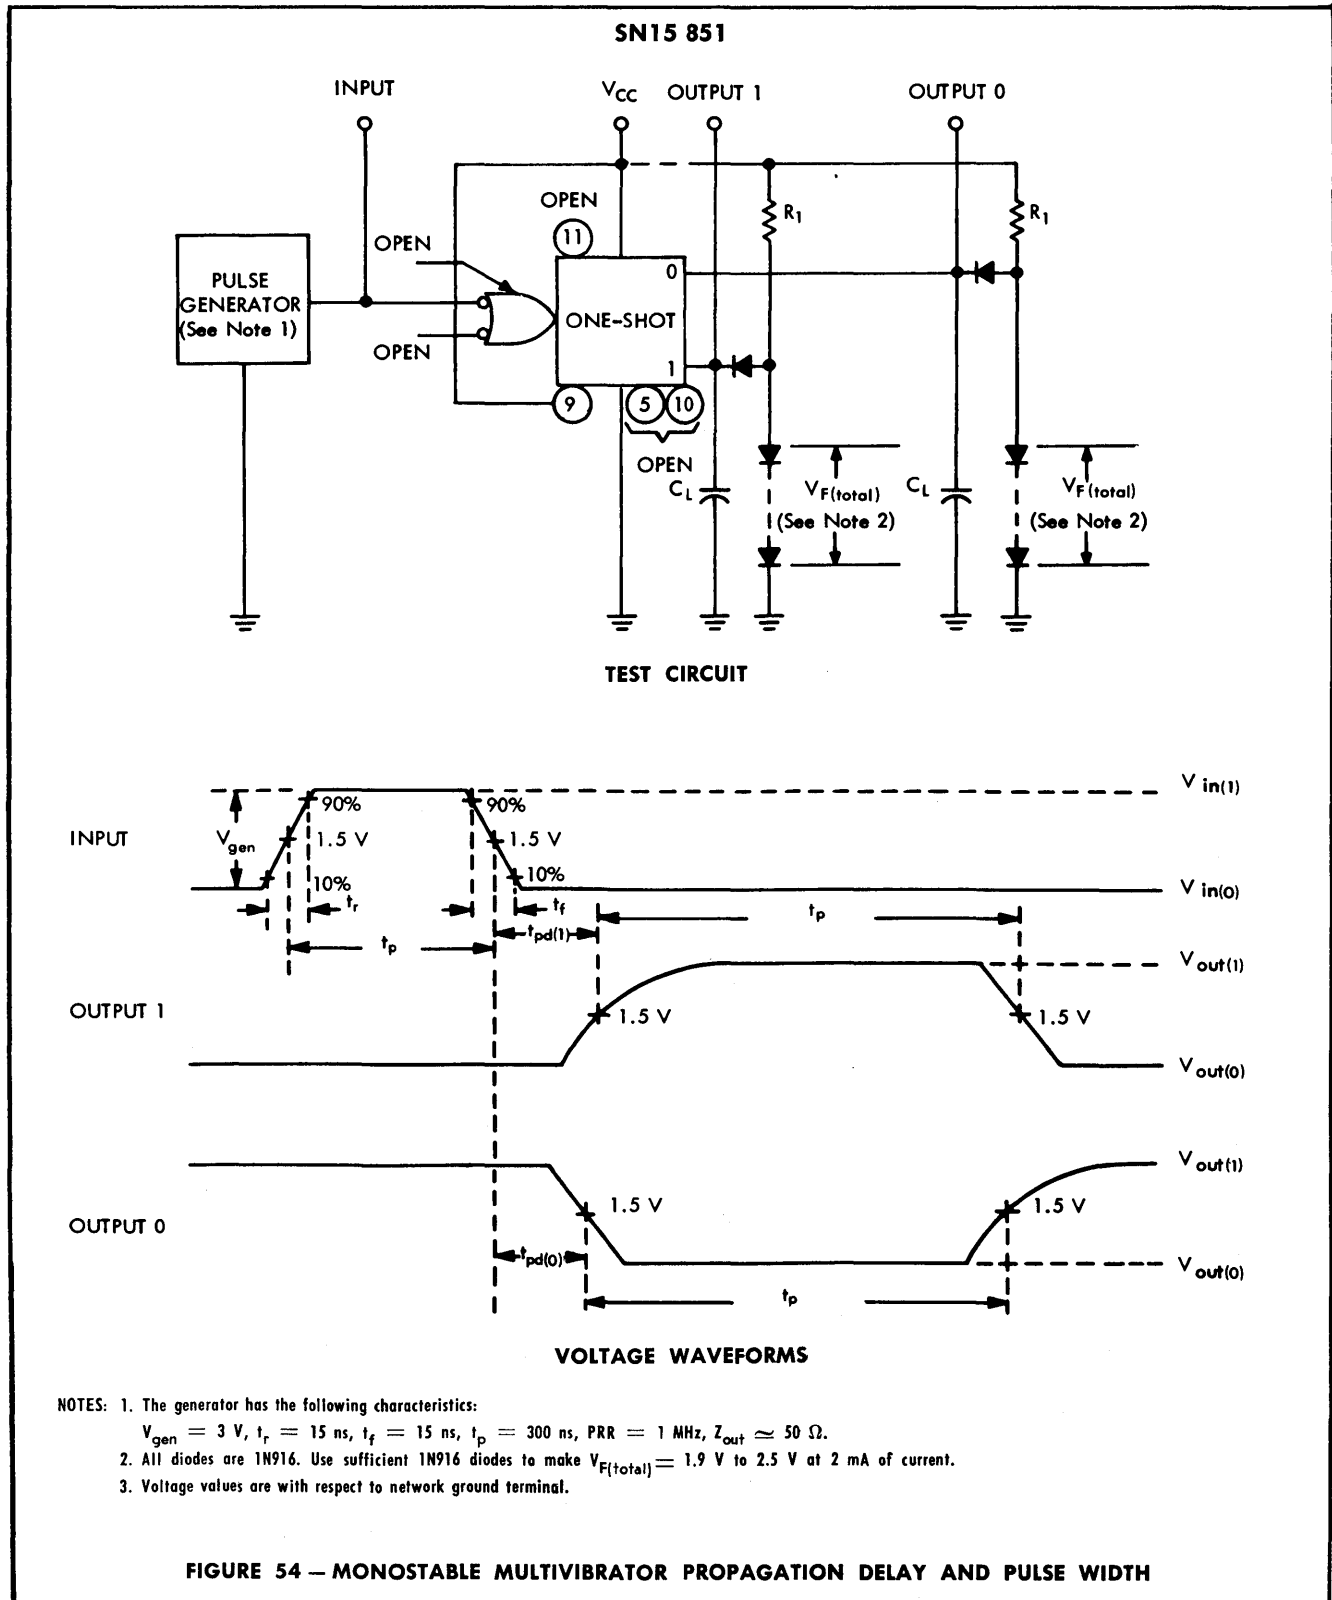 SN15 851
INPUT
VCC
OUTPUT 1
OUTPUT 0
OPEN
11
R1
R1
OPEN
PULSE
GENERATOR
(See Note 1)
0
ONE-SHOT
OPEN
1
9
5
10
OPEN
CL
VF(total)
(See Note 2)
CL
VF(total)
(See Note 2)
TEST CIRCUIT
Vin(1)
90%
90%
INPUT
Vgen
1.5 V
1.5 V
10%
10%
Vin(0)
tr
tf
tp
tpd(1)
tp
Vout(1)
OUTPUT 1
1.5 V
1.5 V
Vout(0)
Vout(1)
1.5 V
1.5 V
OUTPUT 0
tpd(0)
Vout(0)
tp
VOLTAGE WAVEFORMS
NOTES: 1. The generator has the following characteristics:
Vgen = 3 V, tr = 15 ns, tf = 15 ns, tp = 300 ns, PRR = 1 MHz, Zout ≃ 50 Ω.
2. All diodes are 1N916. Use sufficient 1N916 diodes to make VF(total) = 1.9 V to 2.5 V at 2 mA of current.
3. Voltage values are with respect to network ground terminal.
FIGURE 54 — MONOSTABLE MULTIVIBRATOR PROPAGATION DELAY AND PULSE WIDTH